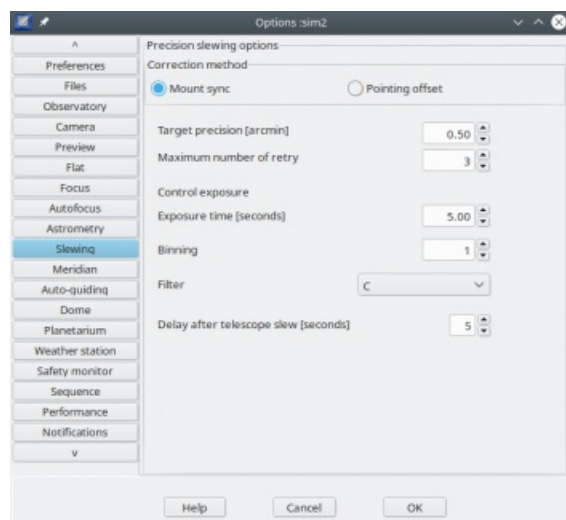 Options :sim2
^
Preferences
Files
Observatory
Camera
Preview
Flat
Focus
Autofocus
Astrometry
Slewing
Meridian
Auto-guiding
Dome
Planetarium
Weather station
Safety monitor
Sequence
Performance
Notifications
v
Precision slewing options
Correction method
Mount sync
Pointing offset
Target precision [arcmin]
0.50
Maximum number of retry
3
Control exposure
Exposure time [seconds]
5.00
Binning
1
Filter
C
Delay after telescope slew [seconds]
5
Help
Cancel
OK